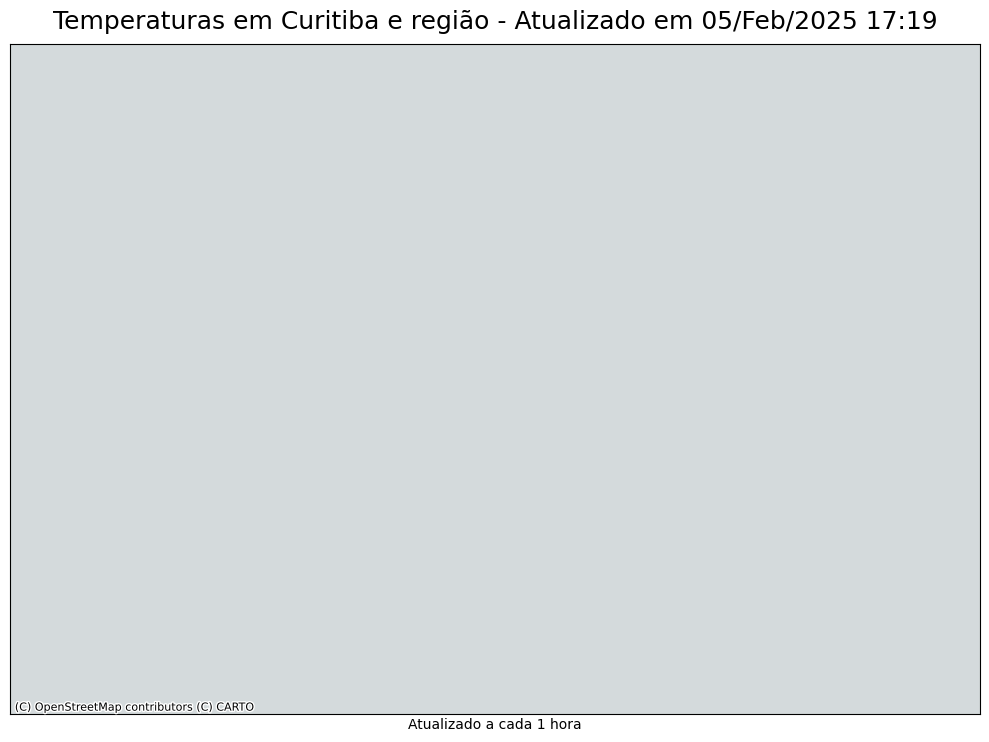 Temperaturas em Curitiba e região - Atualizado em 05/Feb/2025 17:19
(C) OpenStreetMap contributors (C) CARTO
Atualizado a cada 1 hora